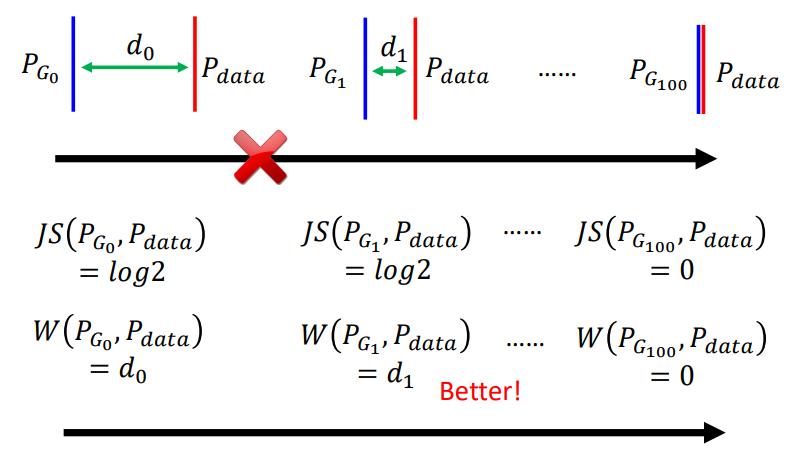 P_{G_0} d_0 P_{data} P_{G_1} d_1 P_{data} …… P_{G_{100}} P_{data}
JS(P_{G_0}, P_{data}) JS(P_{G_1}, P_{data}) …… JS(P_{G_{100}}, P_{data})
= log2 = log2 = 0
W(P_{G_0}, P_{data}) W(P_{G_1}, P_{data}) …… W(P_{G_{100}}, P_{data})
= d_0 = d_1 = 0
Better!